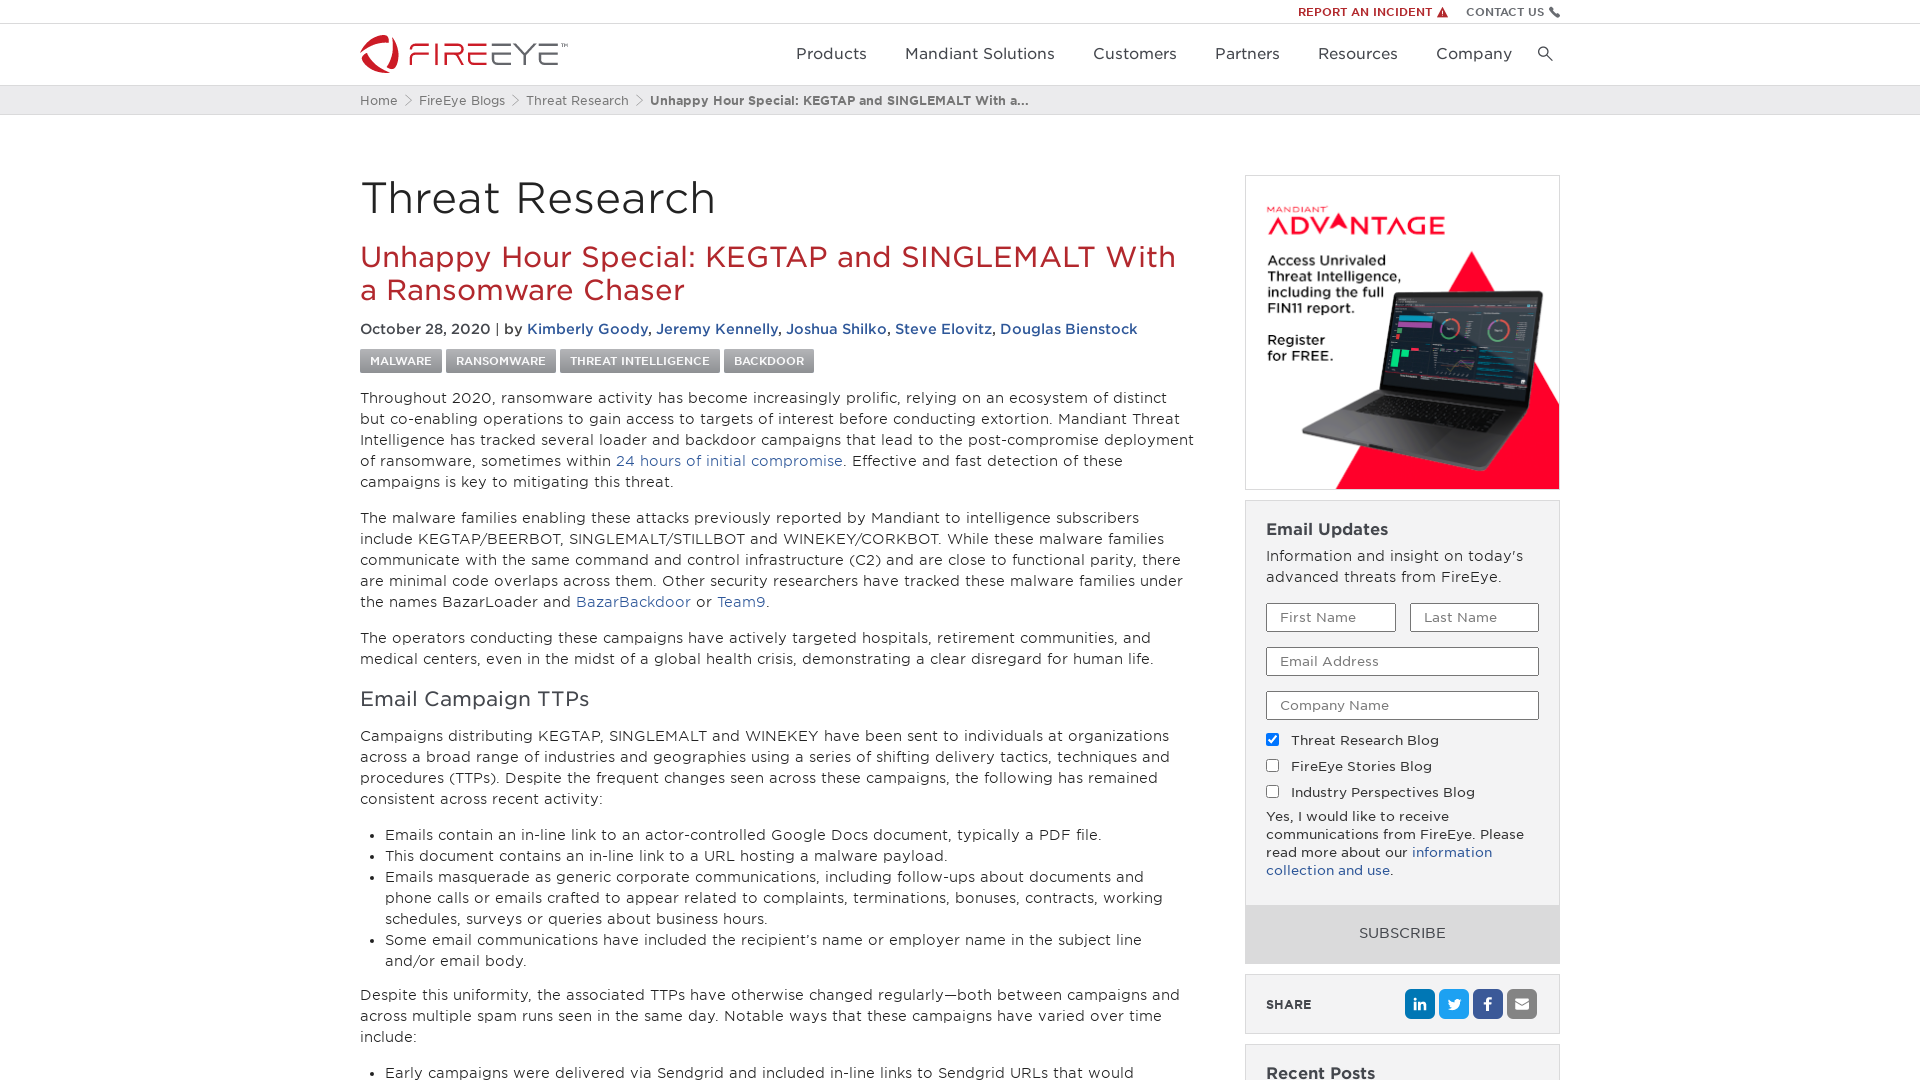 REPORT AN INCIDENT
CONTACT US
FIREEYE™
Products
Mandiant Solutions
Customers
Partners
Resources
Company
Home
FireEye Blogs
Threat Research
Unhappy Hour Special: KEGTAP and SINGLEMALT With a...
Threat Research
Unhappy Hour Special: KEGTAP and SINGLEMALT With
a Ransomware Chaser
October 28, 2020 | by Kimberly Goody, Jeremy Kennelly, Joshua Shilko, Steve Elovitz, Douglas Bienstock
MALWARE
RANSOMWARE
THREAT INTELLIGENCE
BACKDOOR
Throughout 2020, ransomware activity has become increasingly prolific, relying on an ecosystem of distinct
but co-enabling operations to gain access to targets of interest before conducting extortion. Mandiant Threat
Intelligence has tracked several loader and backdoor campaigns that lead to the post-compromise deployment
of ransomware, sometimes within 24 hours of initial compromise. Effective and fast detection of these
campaigns is key to mitigating this threat.
The malware families enabling these attacks previously reported by Mandiant to intelligence subscribers
include KEGTAP/BEERBOT, SINGLEMALT/STILLBOT and WINEKEY/CORKBOT. While these malware families
communicate with the same command and control infrastructure (C2) and are close to functional parity, there
are minimal code overlaps across them. Other security researchers have tracked these malware families under
the names BazarLoader and BazarBackdoor or Team9.
The operators conducting these campaigns have actively targeted hospitals, retirement communities, and
medical centers, even in the midst of a global health crisis, demonstrating a clear disregard for human life.
Email Campaign TTPs
Campaigns distributing KEGTAP, SINGLEMALT and WINEKEY have been sent to individuals at organizations
across a broad range of industries and geographies using a series of shifting delivery tactics, techniques and
procedures (TTPs). Despite the frequent changes seen across these campaigns, the following has remained
consistent across recent activity:
• Emails contain an in-line link to an actor-controlled Google Docs document, typically a PDF file.
• This document contains an in-line link to a URL hosting a malware payload.
• Emails masquerade as generic corporate communications, including follow-ups about documents and
phone calls or emails crafted to appear related to complaints, terminations, bonuses, contracts, working
schedules, surveys or queries about business hours.
• Some email communications have included the recipient’s name or employer name in the subject line
and/or email body.
Despite this uniformity, the associated TTPs have otherwise changed regularly—both between campaigns and
across multiple spam runs seen in the same day. Notable ways that these campaigns have varied over time
include:
• Early campaigns were delivered via Sendgrid and included in-line links to Sendgrid URLs that would
MANDIANT
ADVANTAGE
Access Unrivaled
Threat Intelligence,
including the full
FIN11 report.
Register
for FREE.
Email Updates
Information and insight on today's
advanced threats from FireEye.
First Name
Last Name
Email Address
Company Name
Threat Research Blog
FireEye Stories Blog
Industry Perspectives Blog
Yes, I would like to receive
communications from FireEye. Please
read more about our information
collection and use.
SUBSCRIBE
SHARE
Recent Posts